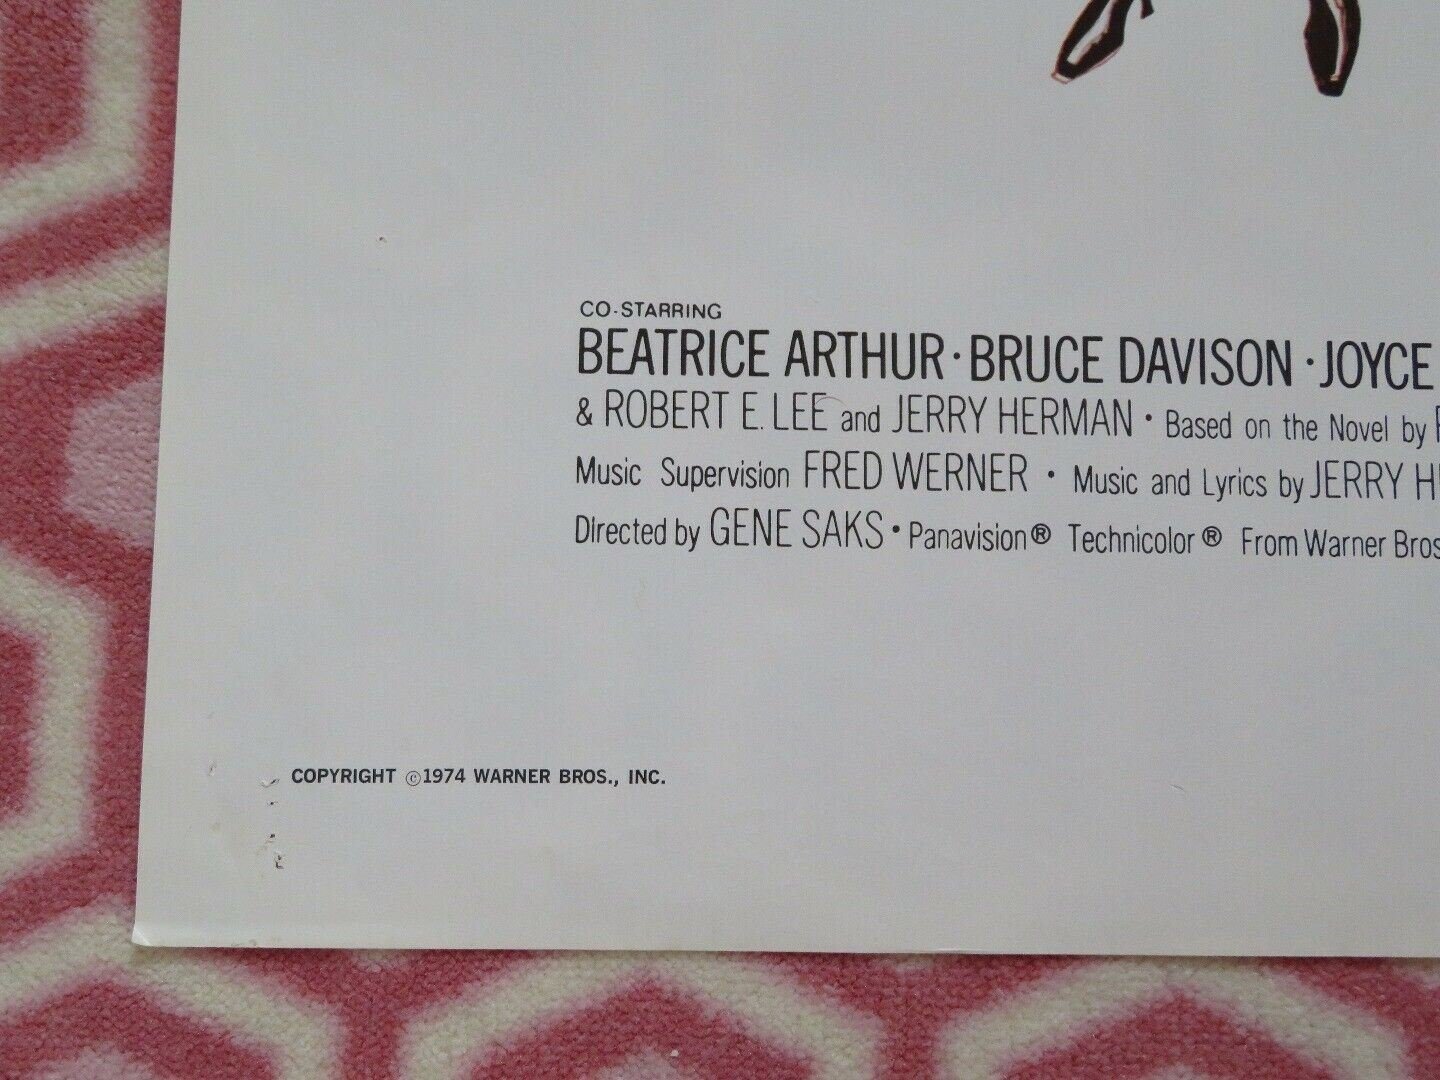 CO-STARRING
BEATRICE ARTHUR · BRUCE DAVISON · JOYCE
& ROBERT E. LEE and JERRY HERMAN • Based on the Novel by
Music Supervision FRED WERNER • Music and Lyrics by JERRY
Directed by GENE SAKS • Panavision® Technicolor® From Warner Bros
COPYRIGHT ©1974 WARNER BROS., INC.